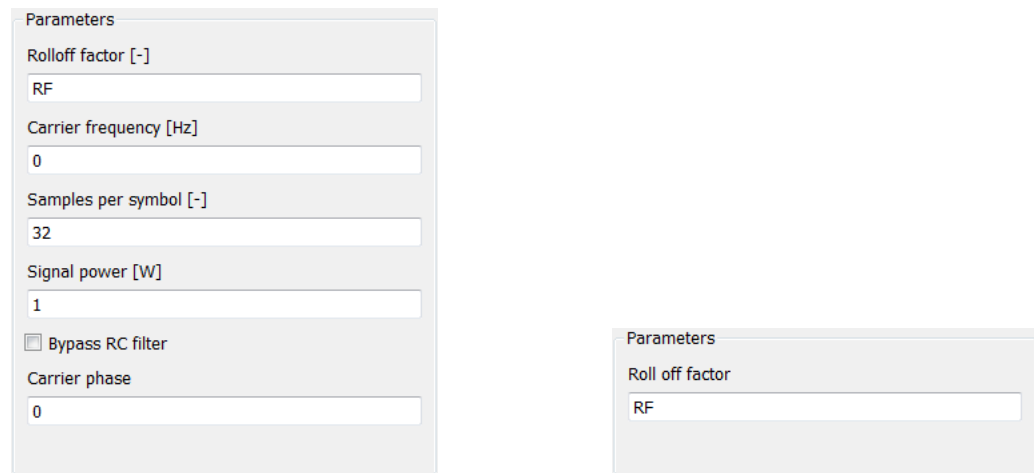 Parameters
Rolloff factor [-]
RF
Carrier frequency [Hz]
0
Samples per symbol [-]
32
Signal power [W]
1
Bypass RC filter
Carrier phase
0
Parameters
Roll off factor
RF